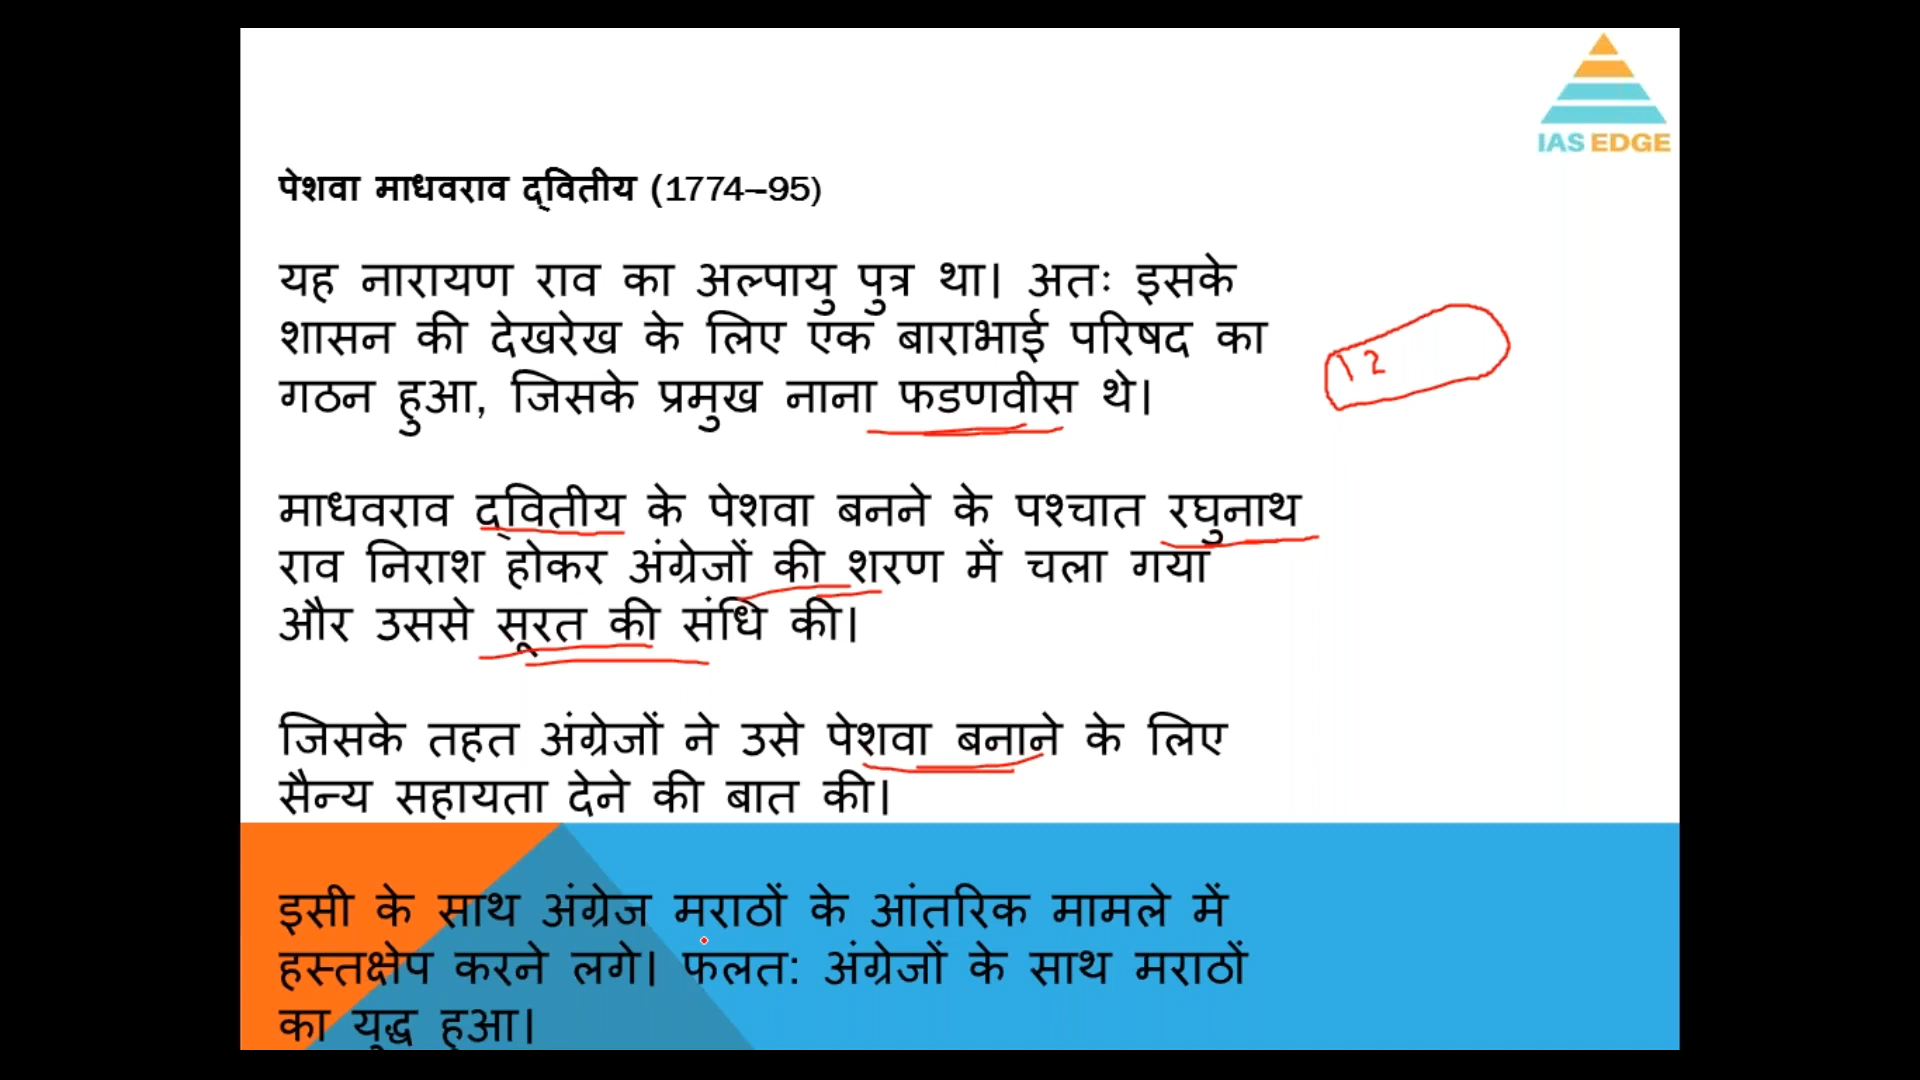 IAS EDGE
पेशवा माधवराव द्वितीय (1774–95)
यह नारायण राव का अल्पायु पुत्र था। अतः इसके
शासन की देखरेख के लिए एक बाराभाई परिषद का
गठन हुआ, जिसके प्रमुख नाना फडणवीस थे।
12
माधवराव द्वितीय के पेशवा बनने के पश्चात रघुनाथ
राव निराश होकर अंग्रेजों की शरण में चला गया
और उससे सूरत की संधि की।
जिसके तहत अंग्रेजों ने उसे पेशवा बनाने के लिए
सैन्य सहायता देने की बात की।
इसी के साथ अंग्रेज मराठों के आंतरिक मामले में
हस्तक्षेप करने लगे। फलत: अंग्रेजों के साथ मराठों
का युद्ध हुआ।